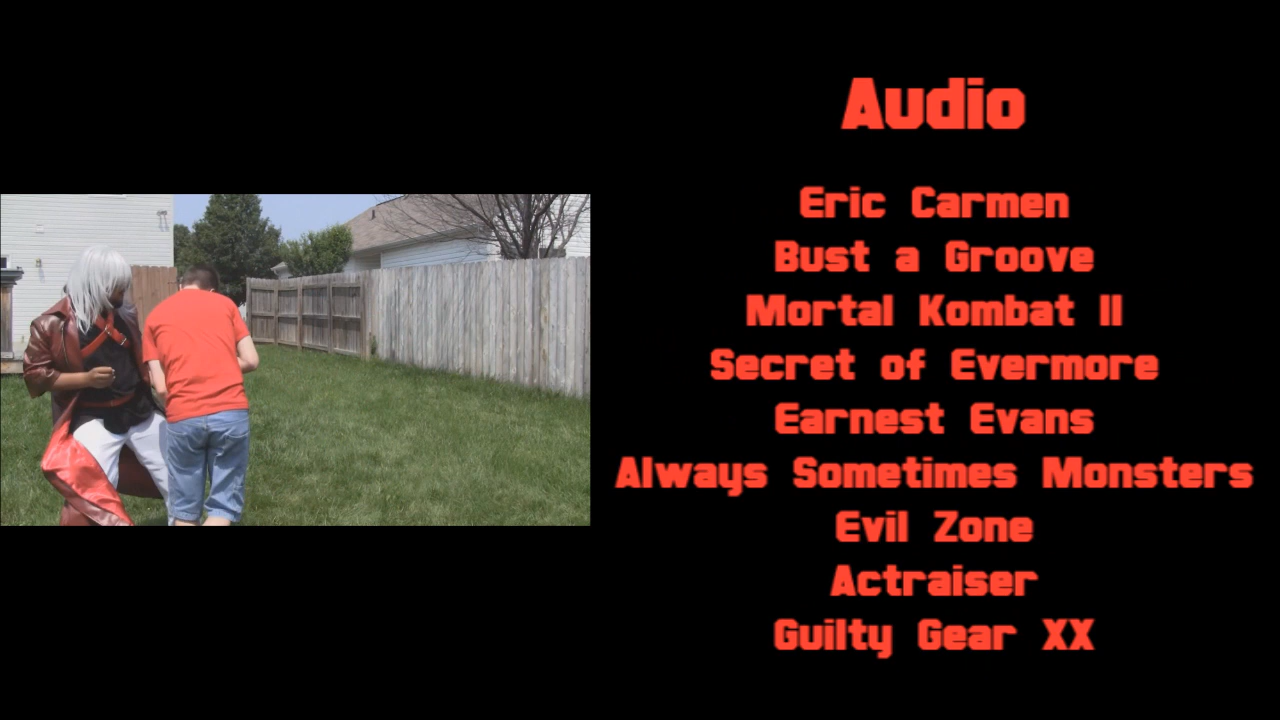 Audio
Eric Carmen
Bust a Groove
Mortal Kombat II
Secret of Evermore
Earnest Evans
Always Sometimes Monsters
Evil Zone
Actraiser
Guilty Gear XX